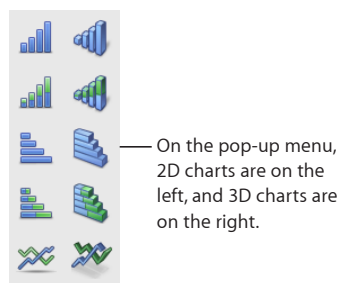 On the pop-up menu,
2D charts are on the
left, and 3D charts are
on the right.